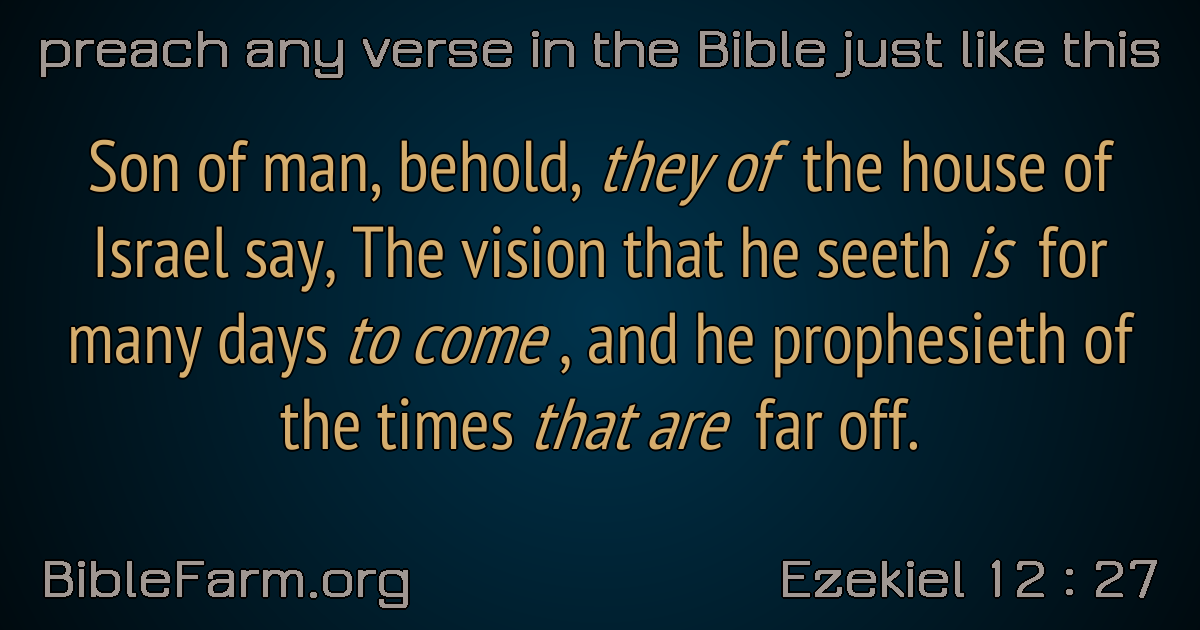 preach any verse in the Bible just like this
Son of man, behold, they of the house of
Israel say, The vision that he seeth is for
many days to come , and he prophesieth of
the times that are far off.
BibleFarm.org
Ezekiel 12 : 27